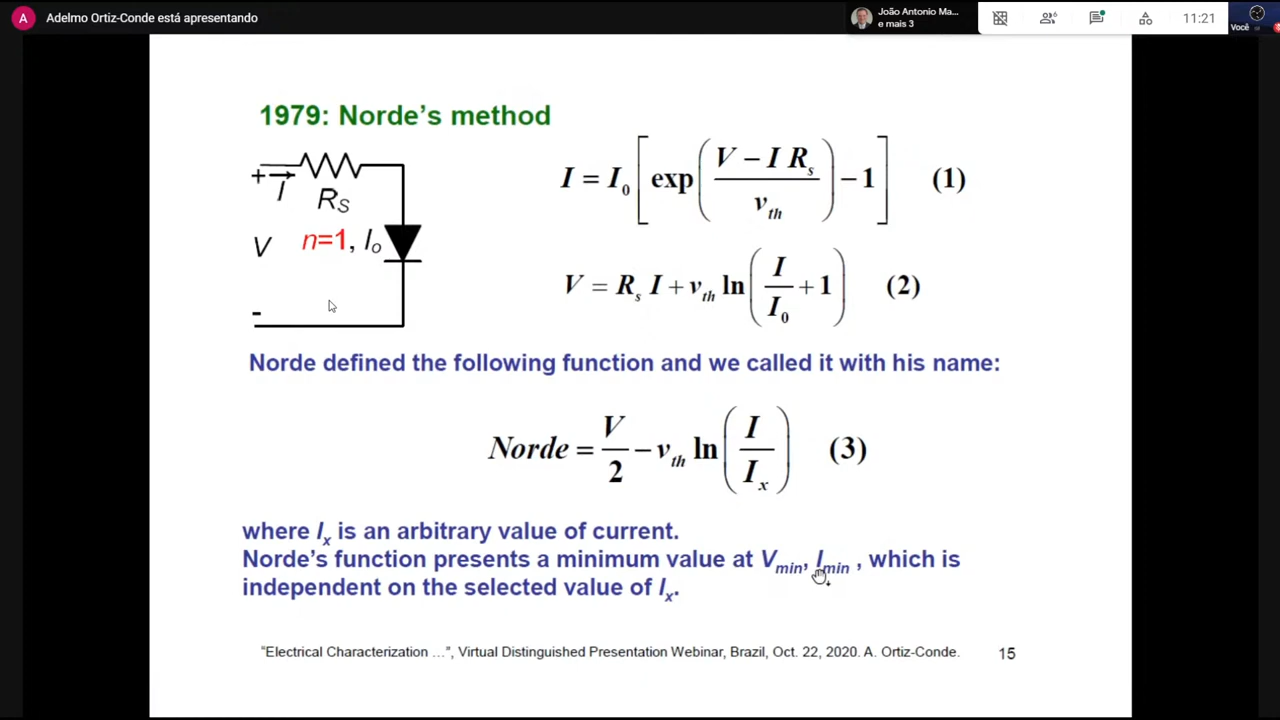 A Adelmo Ortiz-Conde está apresentando
João Antonio Ma...
e mais 3
6
11:21
Você
1979: Norde's method
+ I R_S
V n=1, I_o
-
I = I_0 [ exp( (V − I R_s) / v_th ) − 1 ] (1)
V = R_s I + v_th ln( I / I_0 + 1 ) (2)
Norde defined the following function and we called it with his name:
Norde = V / 2 − v_th ln( I / I_x ) (3)
where I_x is an arbitrary value of current.
Norde's function presents a minimum value at V_min, I_min , which is
independent on the selected value of I_x.
“Electrical Characterization ...”, Virtual Distinguished Presentation Webinar, Brazil, Oct. 22, 2020. A. Ortiz-Conde.
15